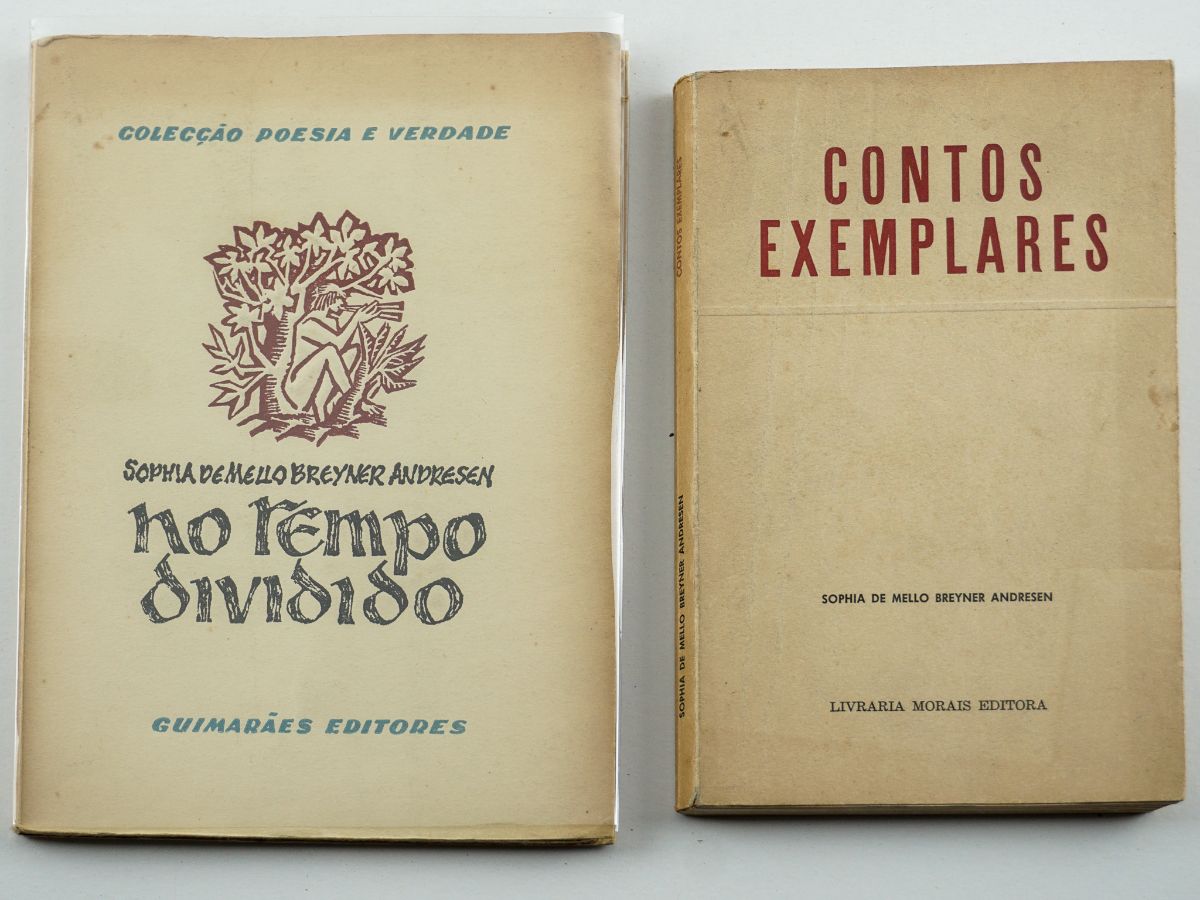 COLECÇÃO POESIA E VERDADE
SOPHIA DE MELLO BREYNER ANDRESEN
no tempo
dividido
GUIMARÃES EDITORES
CONTOS EXEMPLARES
SOPHIA DE MELLO BREYNER ANDRESEN
CONTOS
EXEMPLARES
SOPHIA DE MELLO BREYNER ANDRESEN
LIVRARIA MORAIS EDITORA